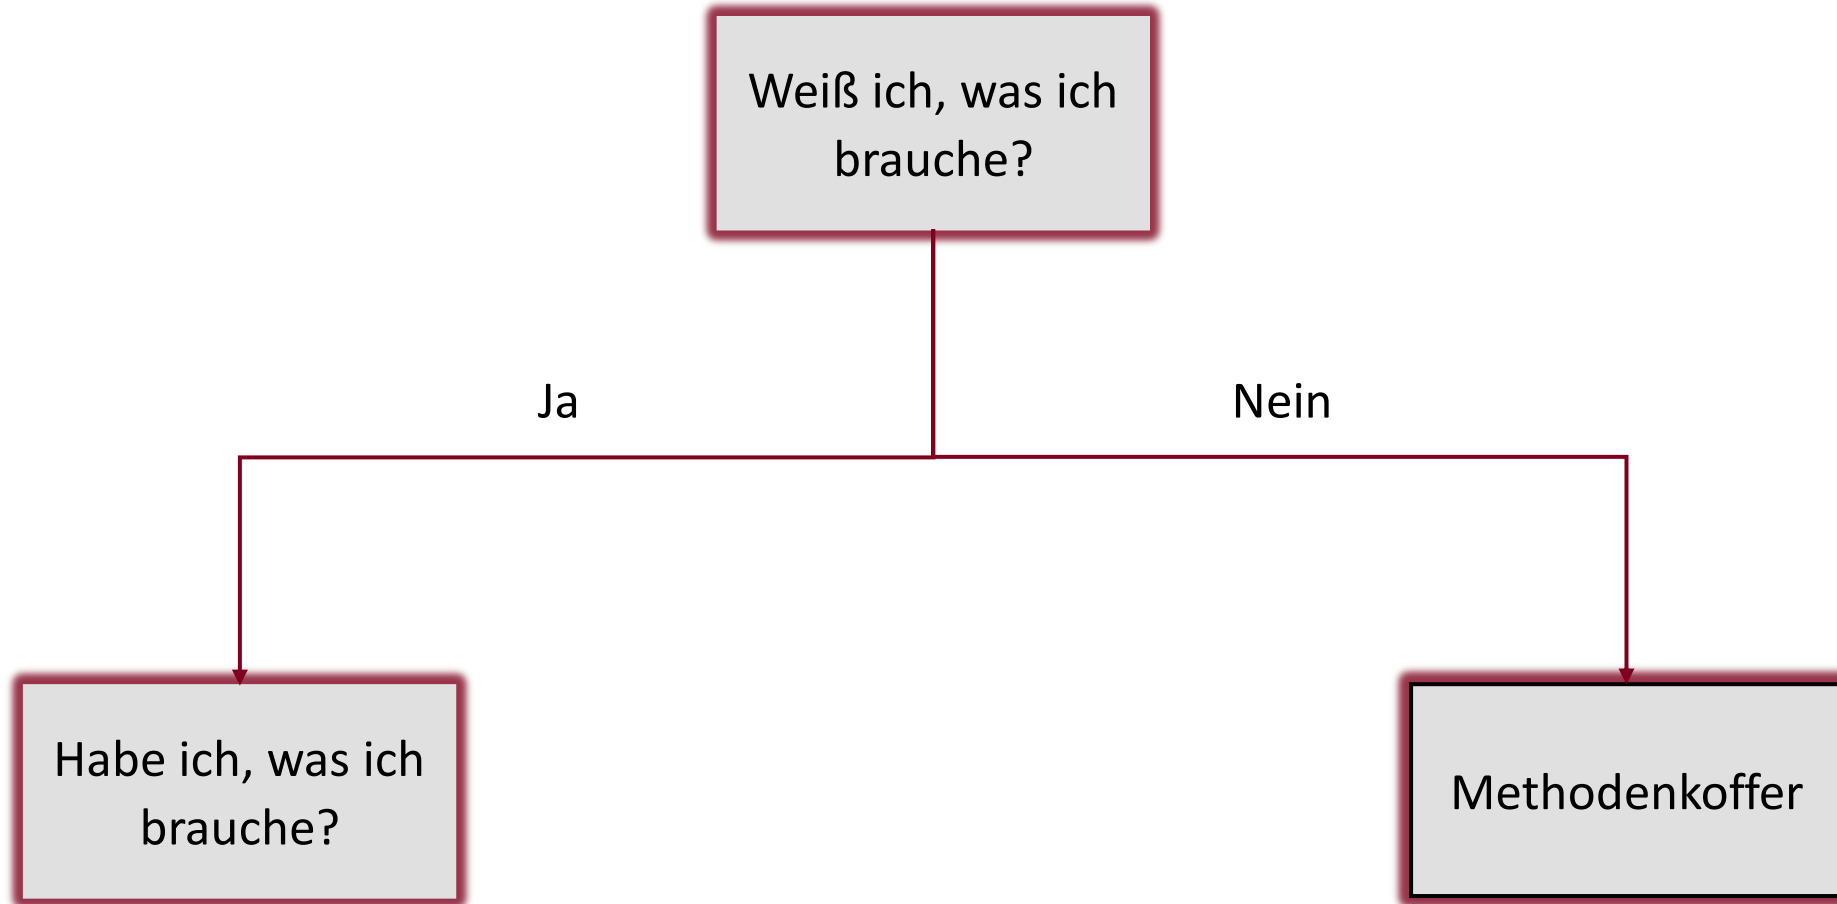 Weiß ich, was ich
brauche?
Ja
Nein
Habe ich, was ich
brauche?
Methodenkoffer